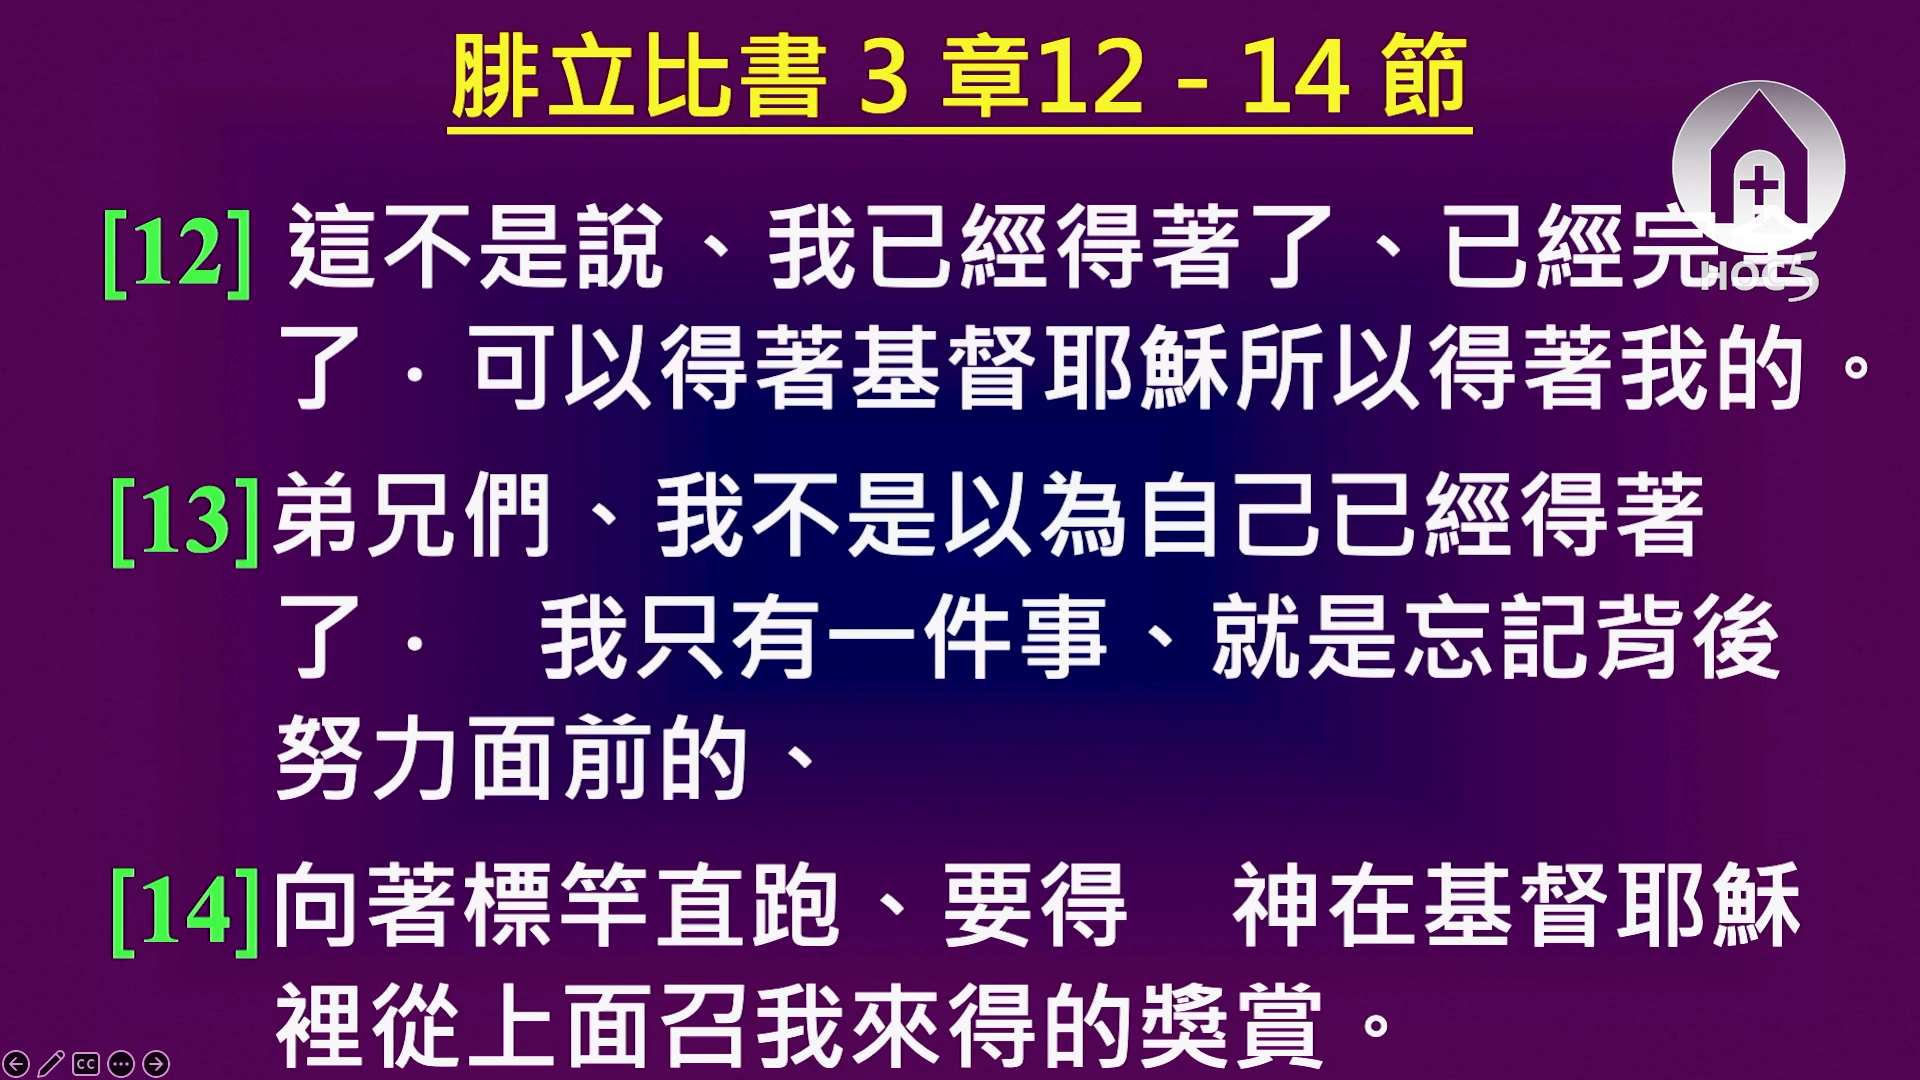 腓立比書 3 章12 - 14 節
[12] 這不是說、我已經得著了、已經完全
了．可以得著基督耶穌所以得著我的。
[13]弟兄們、我不是以為自己已經得著
了．　我只有一件事、就是忘記背後
努力面前的、
[14]向著標竿直跑、要得　神在基督耶穌
裡從上面召我來得的獎賞。
HOC5
CC